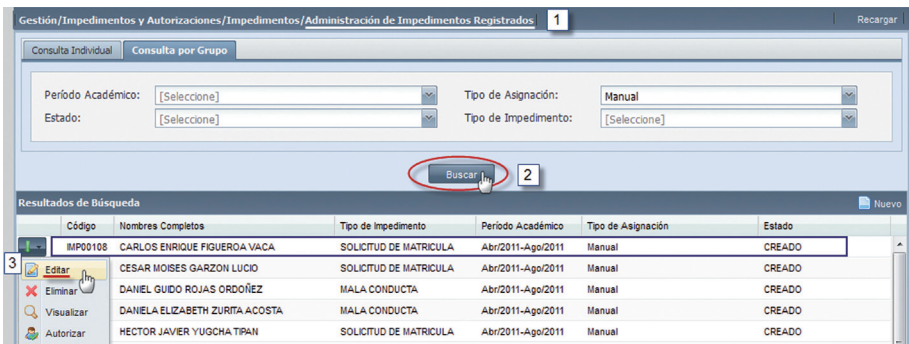 Gestión/Impedimentos y Autorizaciones/Impedimentos/Administración de Impedimentos Registrados 1 Recargar
Consulta Individual Consulta por Grupo
Período Académico: [Seleccione] Tipo de Asignación: Manual
Estado: [Seleccione] Tipo de Impedimento: [Seleccione]
Buscar 2
Resultados de Búsqueda Nuevo
Código Nombres Completos Tipo de Impedimento Período Académico Tipo de Asignación Estado
IMP00108 CARLOS ENRIQUE FIGUEROA VACA SOLICITUD DE MATRICULA Abr/2011-Ago/2011 Manual CREADO
3 Editar CESAR MOISES GARZON LUCIO SOLICITUD DE MATRICULA Abr/2011-Ago/2011 Manual CREADO
Eliminar DANIEL GUIDO ROJAS ORDOÑEZ MALA CONDUCTA Abr/2011-Ago/2011 Manual CREADO
Visualizar DANIELA ELIZABETH ZURITA ACOSTA MALA CONDUCTA Abr/2011-Ago/2011 Manual CREADO
Autorizar HECTOR JAVIER YUGCHA TIPAN SOLICITUD DE MATRICULA Abr/2011-Ago/2011 Manual CREADO